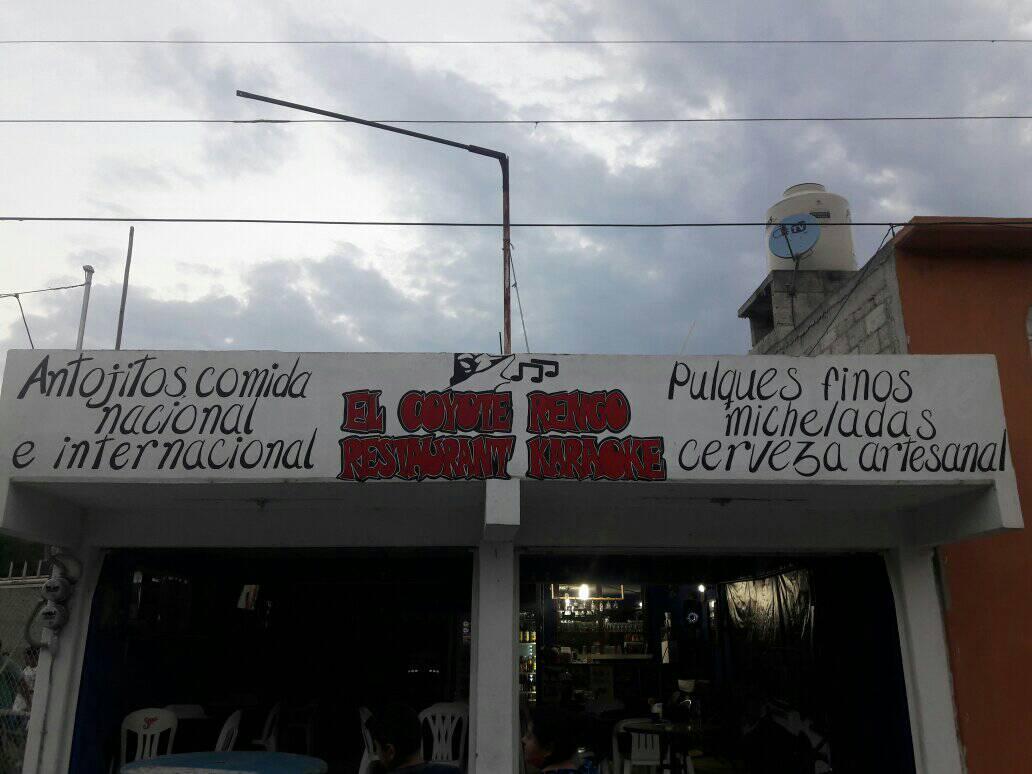 Antojitos comida
nacional
e internacional
EL COYOTE RENGO
RESTAURANT KARAOKE
Pulques finos
micheladas
cerveza artesanal